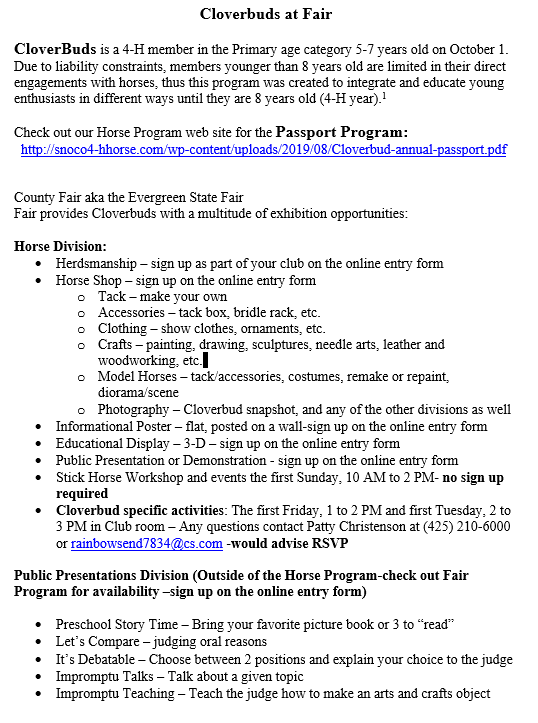 Cloverbuds at Fair
CloverBuds is a 4-H member in the Primary age category 5-7 years old on October 1.
Due to liability constraints, members younger than 8 years old are limited in their direct
engagements with horses, thus this program was created to integrate and educate young
enthusiasts in different ways until they are 8 years old (4-H year).¹
Check out our Horse Program web site for the Passport Program:
http://snoco4-hhorse.com/wp-content/uploads/2019/08/Cloverbud-annual-passport.pdf
County Fair aka the Evergreen State Fair
Fair provides Cloverbuds with a multitude of exhibition opportunities:
Horse Division:
• Herdsmanship – sign up as part of your club on the online entry form
• Horse Shop – sign up on the online entry form
o Tack – make your own
o Accessories – tack box, bridle rack, etc.
o Clothing – show clothes, ornaments, etc.
o Crafts – painting, drawing, sculptures, needle arts, leather and
woodworking, etc.
o Model Horses – tack/accessories, costumes, remake or repaint,
diorama/scene
o Photography – Cloverbud snapshot, and any of the other divisions as well
• Informational Poster – flat, posted on a wall-sign up on the online entry form
• Educational Display – 3-D – sign up on the online entry form
• Public Presentation or Demonstration - sign up on the online entry form
• Stick Horse Workshop and events the first Sunday, 10 AM to 2 PM- no sign up
required
• Cloverbud specific activities: The first Friday, 1 to 2 PM and first Tuesday, 2 to
3 PM in Club room – Any questions contact Patty Christenson at (425) 210-6000
or rainbowsend7834@cs.com -would advise RSVP
Public Presentations Division (Outside of the Horse Program-check out Fair
Program for availability –sign up on the online entry form)
• Preschool Story Time – Bring your favorite picture book or 3 to “read”
• Let’s Compare – judging oral reasons
• It’s Debatable – Choose between 2 positions and explain your choice to the judge
• Impromptu Talks – Talk about a given topic
• Impromptu Teaching – Teach the judge how to make an arts and crafts object